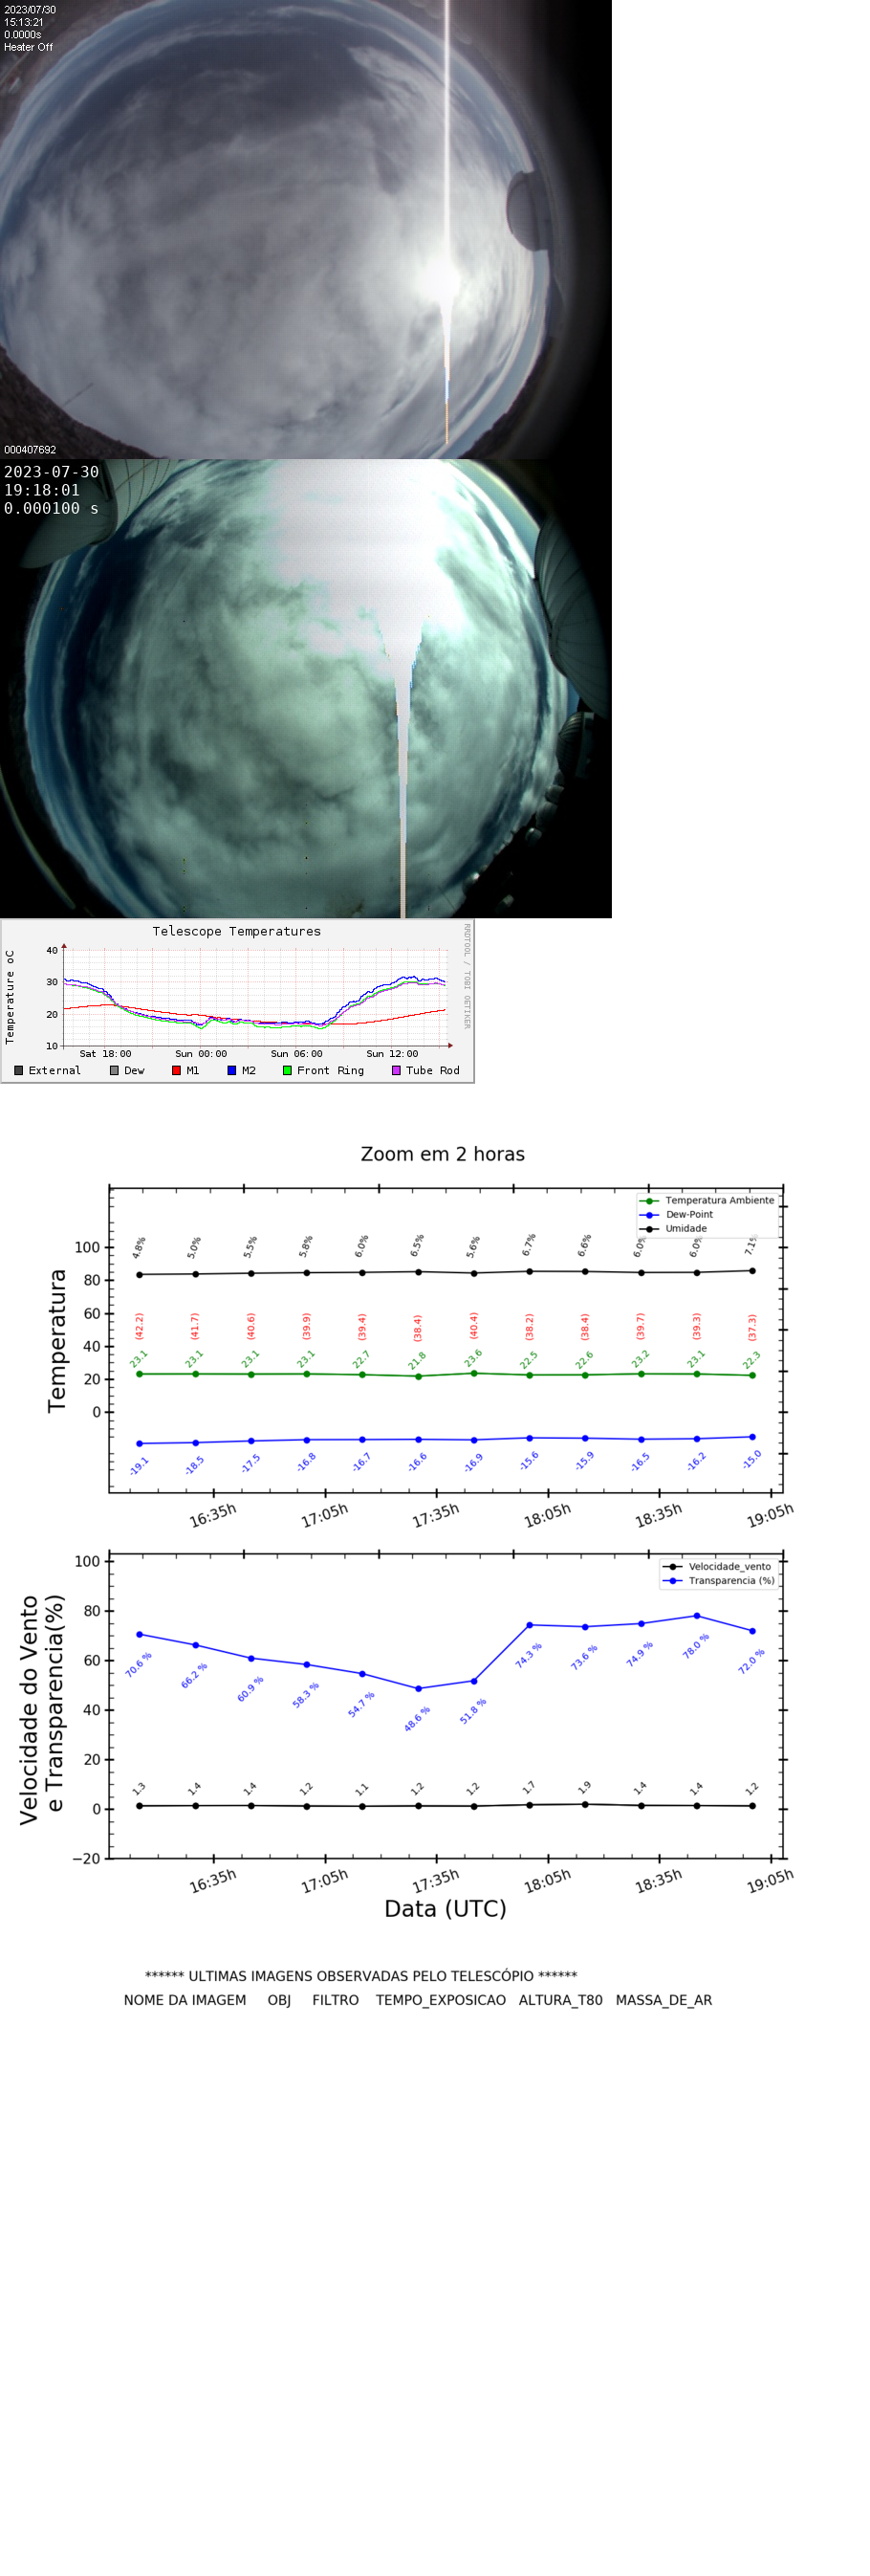 2023/07/30
15:13:21
0.0000s
Heater Off
000407692
2023-07-30
19:18:01
0.000100 s
Telescope Temperatures
RRDTOOL / TOBI OETIKER
Temperature oC
40
30
20
10
Sat 18:00 Sun 00:00 Sun 06:00 Sun 12:00
External Dew M1 M2 Front Ring Tube Rod
Zoom em 2 horas
Temperatura Ambiente
Dew-Point
Umidade
Temperatura
100
80
60
40
20
0
4.8% 5.0% 5.5% 5.8% 6.0% 6.5% 5.6% 6.7% 6.6% 6.0% 6.0% 7.1%
(42.2) (41.7) (40.6) (39.9) (39.4) (38.4) (40.4) (38.2) (38.4) (39.7) (39.3) (37.3)
23.1 23.1 23.1 23.1 22.7 21.8 23.6 22.5 22.6 23.2 23.1 22.3
-19.1 -18.5 -17.5 -16.8 -16.7 -16.6 -16.9 -15.6 -15.9 -16.5 -16.2 -15.0
16:35h 17:05h 17:35h 18:05h 18:35h 19:05h
Velocidade_vento
Transparencia (%)
Velocidade do Vento
e Transparencia(%)
100
80
60
40
20
0
−20
70.6 % 66.2 % 60.9 % 58.3 % 54.7 % 48.6 % 51.8 % 74.3 % 73.6 % 74.9 % 78.0 % 72.0 %
1.3 1.4 1.4 1.2 1.1 1.2 1.2 1.7 1.9 1.4 1.4 1.2
16:35h 17:05h 17:35h 18:05h 18:35h 19:05h
Data (UTC)
****** ULTIMAS IMAGENS OBSERVADAS PELO TELESCÓPIO ******
NOME DA IMAGEM OBJ FILTRO TEMPO_EXPOSICAO ALTURA_T80 MASSA_DE_AR